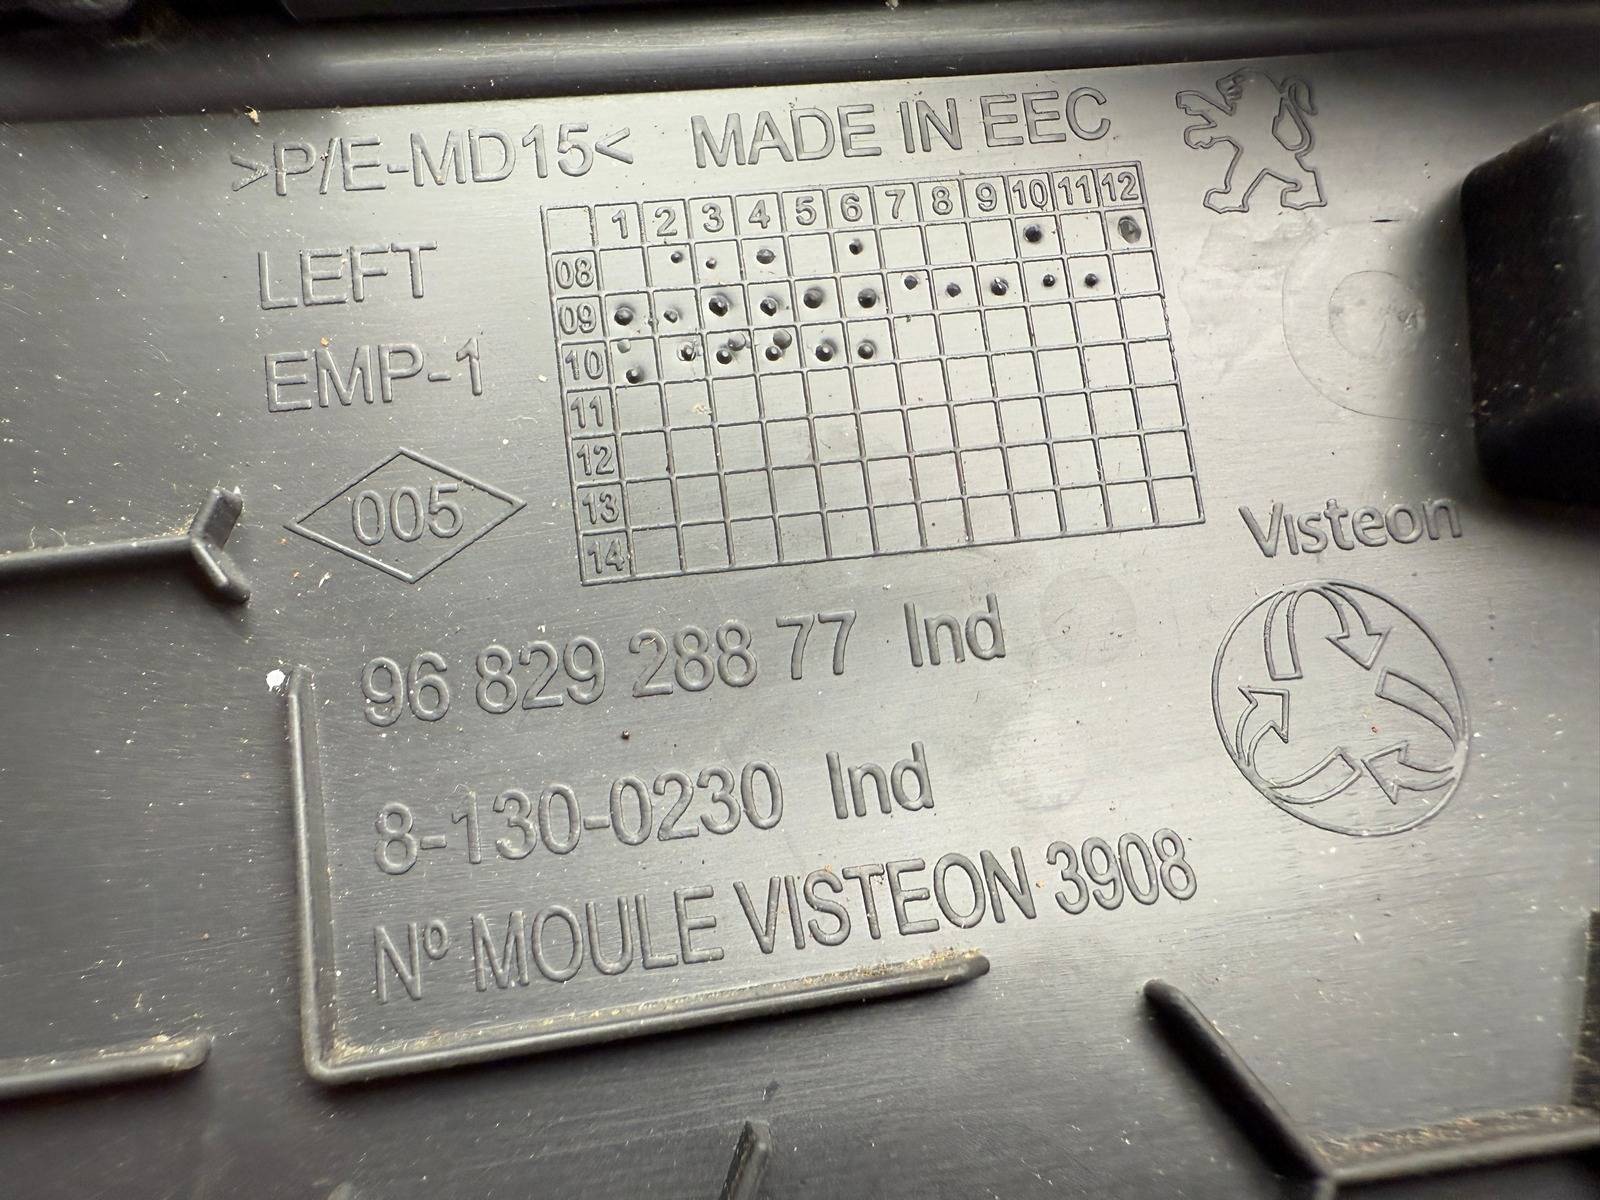 >P/E-MD15< MADE IN EEC
LEFT
EMP-1
1 2 3 4 5 6 7 8 9 10 11 12
08
09
10
11
12
13
14
005
Visteon
96 829 288 77 Ind
8-130-0230 Ind
Nº MOULE VISTEON 3908